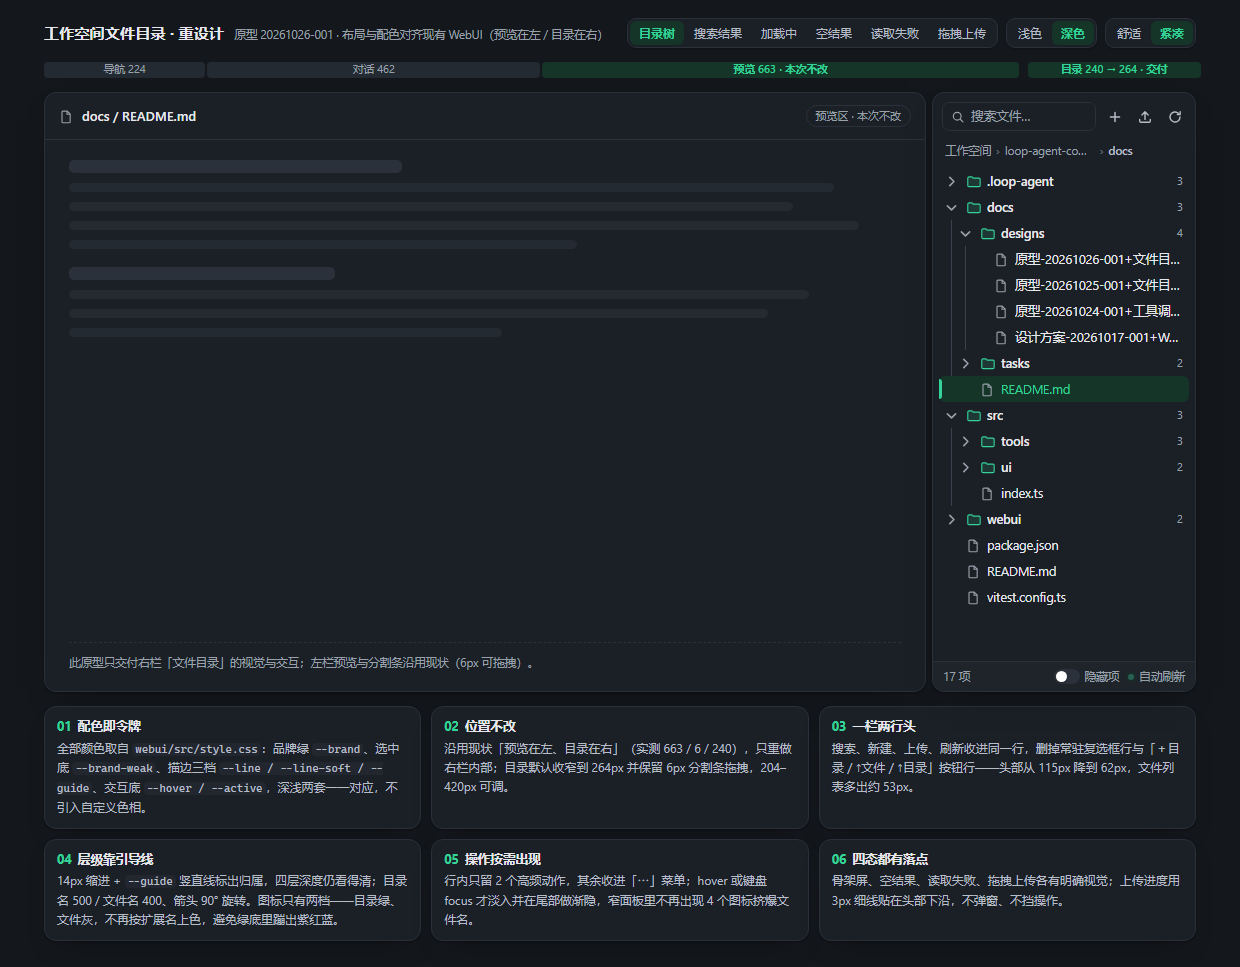 工作空间文件目录 · 重设计 原型 20261026-001 · 布局与配色对齐现有 WebUI（预览在左 / 目录在右）
目录树 搜索结果 加载中 空结果 读取失败 拖拽上传 浅色 深色 舒适 紧凑
导航 224 对话 462 预览 663 · 本次不改 目录 240 → 264 · 交付
docs / README.md 预览区 · 本次不改
搜索文件...
工作空间 › loop-agent-co... › docs
.loop-agent 3
docs 3
designs 4
原型-20261026-001+文件目...
原型-20261025-001+文件目...
原型-20261024-001+工具调...
设计方案-20261017-001+W...
tasks 2
README.md
src 3
tools 3
ui 2
index.ts
webui 2
package.json
README.md
vitest.config.ts
此原型只交付右栏「文件目录」的视觉与交互；左栏预览与分割条沿用现状（6px 可拖拽）。
17 项 隐藏项 自动刷新
01 配色即令牌
全部颜色取自 webui/src/style.css：品牌绿 --brand、选中
底 --brand-weak、描边三档 --line / --line-soft / --
guide、交互底 --hover / --active，深浅两套一一对应，不
引入自定义色相。
02 位置不改
沿用现状「预览在左、目录在右」（实测 663 / 6 / 240），只重做
右栏内部；目录默认收窄到 264px 并保留 6px 分割条拖拽，204–
420px 可调。
03 一栏两行头
搜索、新建、上传、刷新收进同一行，删掉常驻复选框行与「＋目
录 / ↑文件 / ↑目录」按钮行——头部从 115px 降到 62px，文件列
表多出约 53px。
04 层级靠引导线
14px 缩进 + --guide 竖直线标出归属，四层深度仍看得清；目录
名 500 / 文件名 400、箭头 90° 旋转。图标只有两档——目录绿、
文件灰，不再按扩展名上色，避免绿底里蹦出紫红蓝。
05 操作按需出现
行内只留 2 个高频动作，其余收进「···」菜单；hover 或键盘
focus 才淡入并在尾部做渐隐，窄面板里不再出现 4 个图标挤爆文
件名。
06 四态都有落点
骨架屏、空结果、读取失败、拖拽上传各有明确视觉；上传进度用
3px 细线贴在头部下沿，不弹窗、不挡操作。